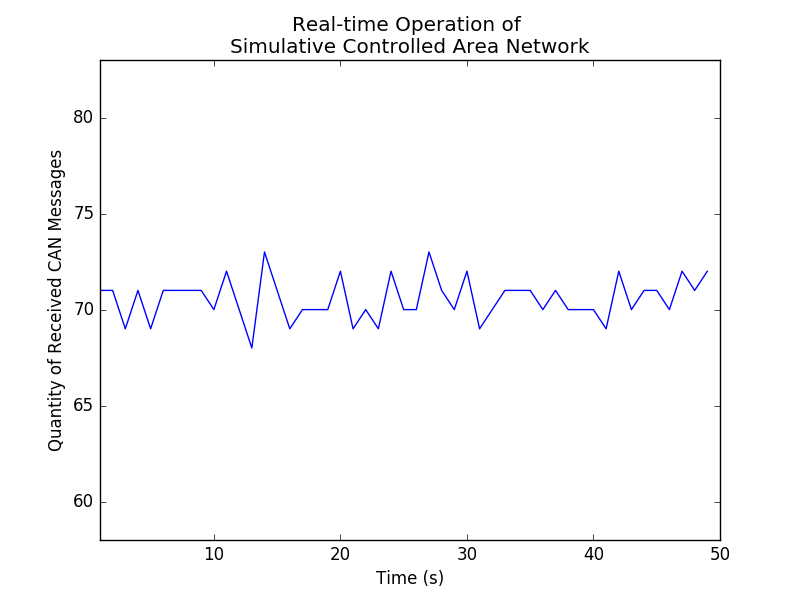 Real-time Operation of
Simulative Controlled Area Network
Quantity of Received CAN Messages
80
75
70
65
60
10 20 30 40 50
Time (s)